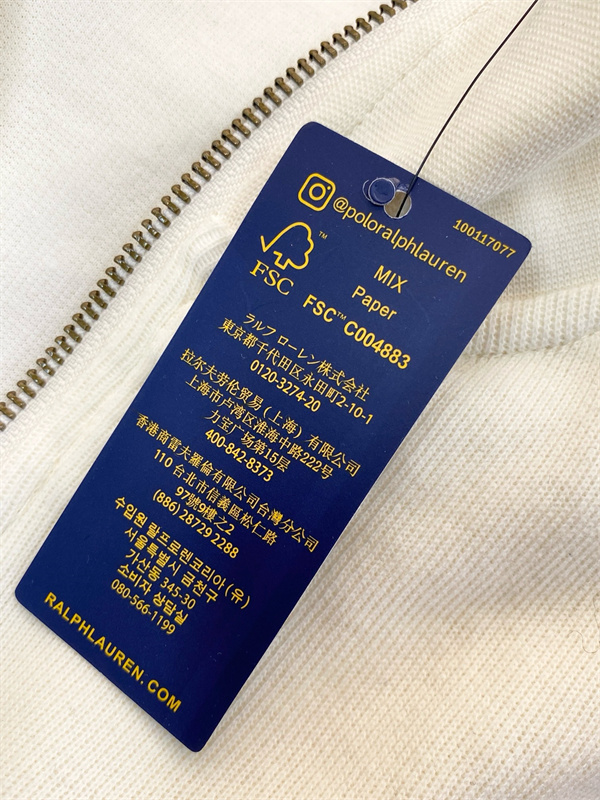 @poloralphlauren
100117077
FSC™
MIX
Paper
FSC™ C004883
ラルフ ローレン株式会社
東京都千代田区永田町2-10-1
0120-3274-20
拉尔夫劳伦贸易(上海)有限公司
上海市卢湾区淮海中路222号
力宝广场第15层
400-842-8373
香港商雷夫羅倫有限公司台灣分公司
110 台北市信義區松仁路
97號9樓之2
(886) 28729 2288
수입원 랄프로렌코리아(유)
서울특별시 금천구
가산동 345-30
소비자 상담실
080-566-1199
RALPHLAUREN.COM